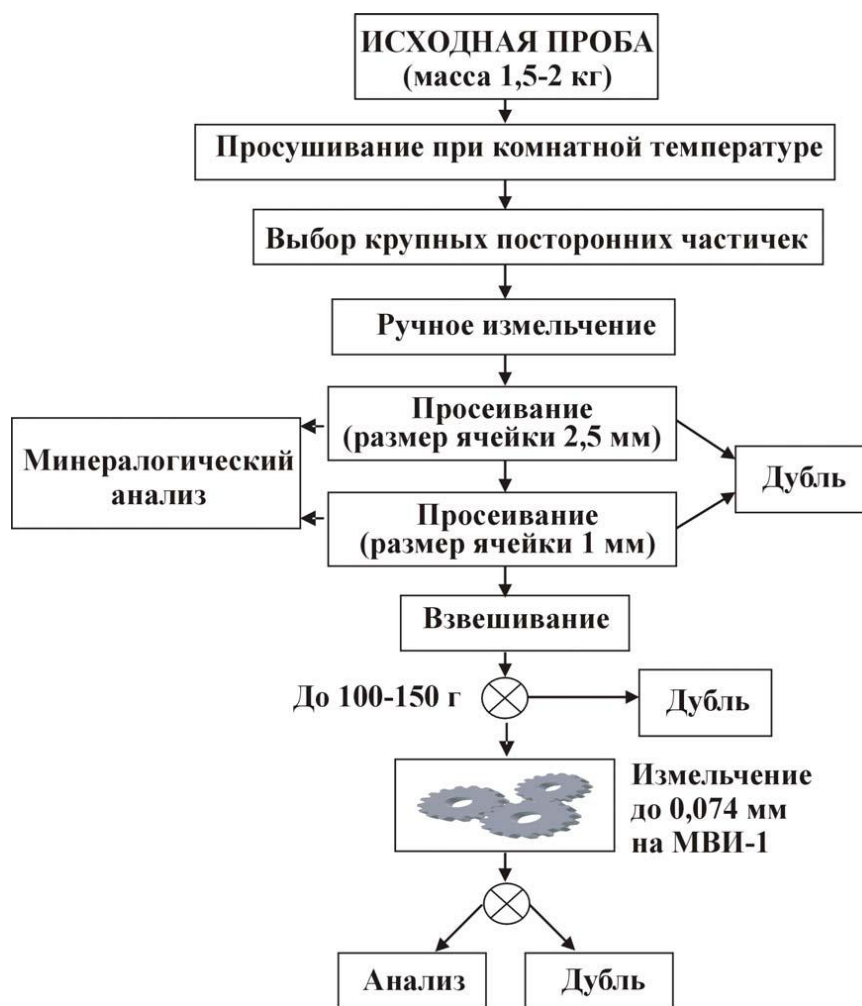 ИСХОДНАЯ ПРОБА
(масса 1,5-2 кг)
Просушивание при комнатной температуре
Выбор крупных посторонних частичек
Ручное измельчение
Просеивание
(размер ячейки 2,5 мм)
Минералогический
анализ
Дубль
Просеивание
(размер ячейки 1 мм)
Взвешивание
До 100-150 г
Дубль
Измельчение
до 0,074 мм
на МВИ-1
Анализ
Дубль